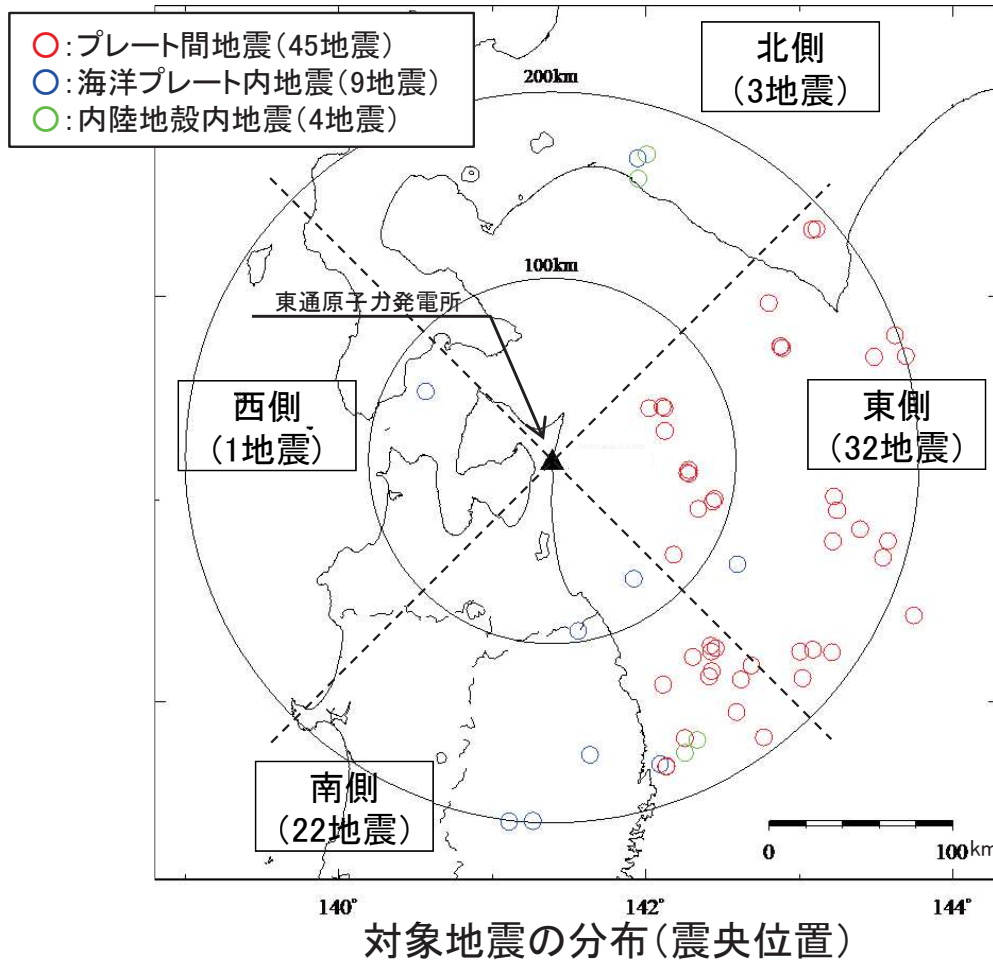 ○:プレート間地震(45地震)
○:海洋プレート内地震(9地震)
○:内陸地殻内地震(4地震)
北側
(3地震)
200km
100km
東通原子力発電所
西側
(1地震)
東側
(32地震)
南側
(22地震)
0 100km
140° 142° 144°
対象地震の分布(震央位置)